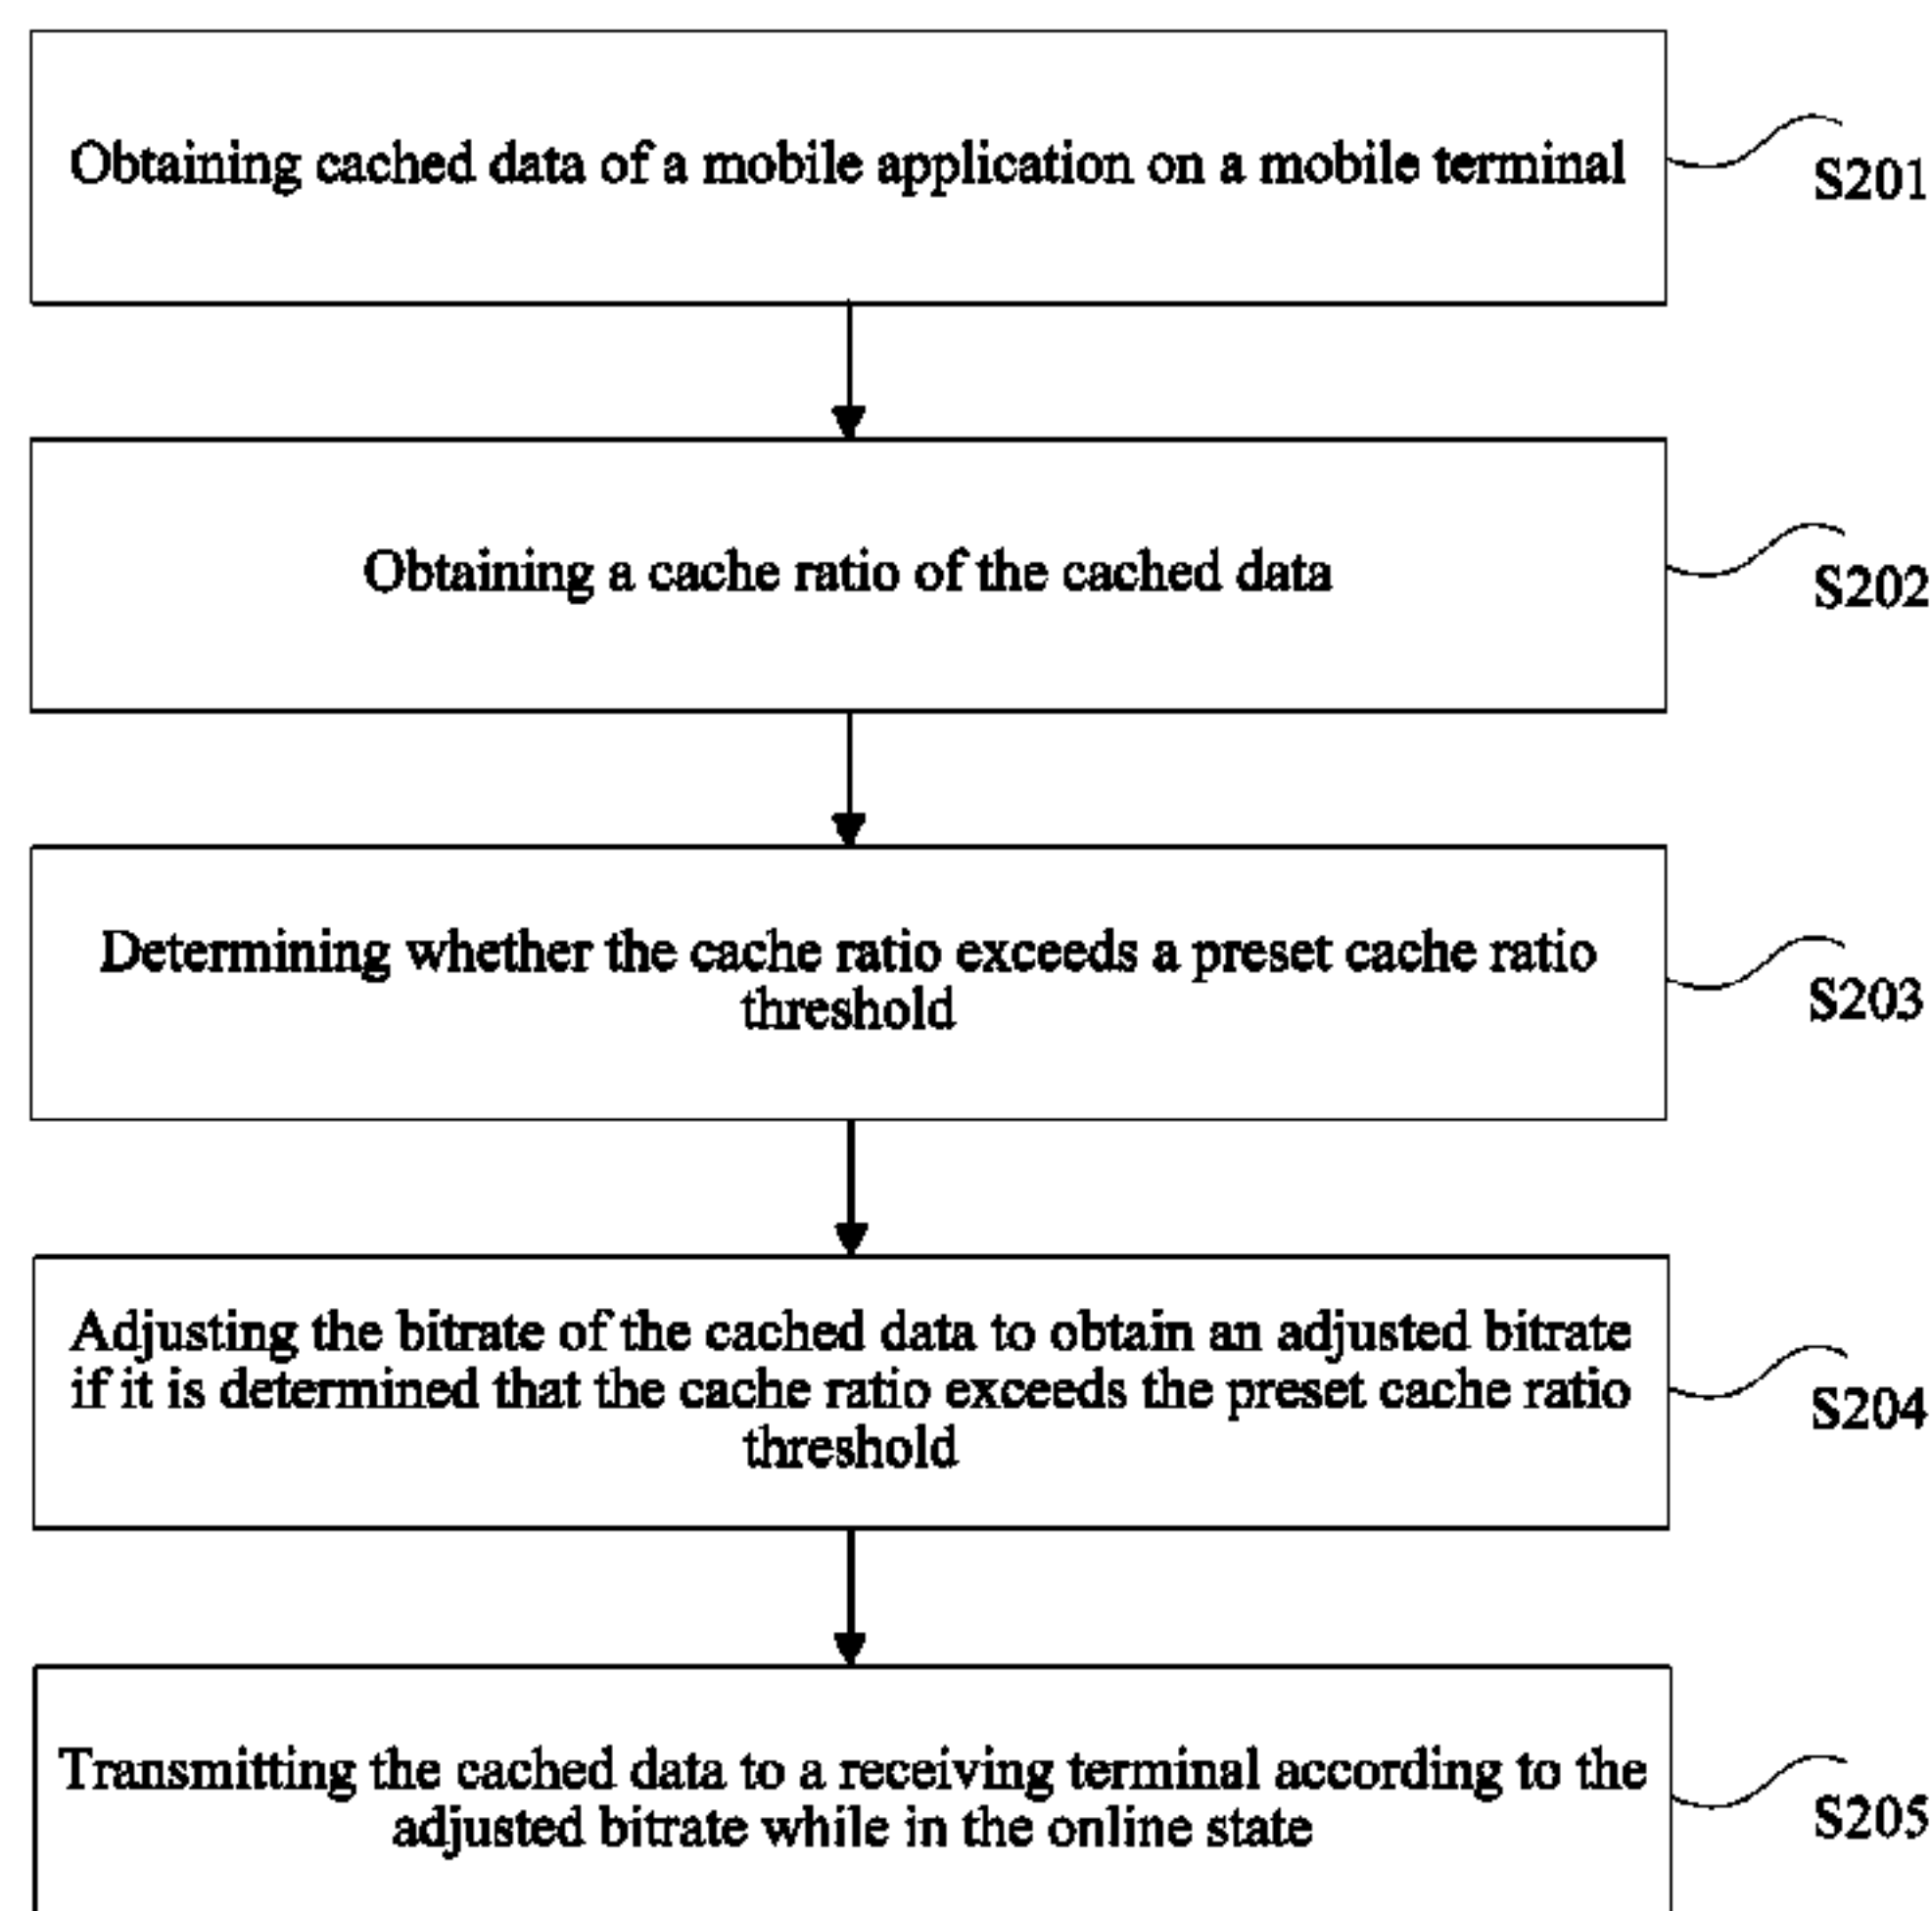 Obtaining cached data of a mobile application on a mobile terminal
S201
Obtaining a cache ratio of the cached data
S202
Determining whether the cache ratio exceeds a preset cache ratio
threshold
S203
Adjusting the bitrate of the cached data to obtain an adjusted bitrate
if it is determined that the cache ratio exceeds the preset cache ratio
threshold
S204
Transmitting the cached data to a receiving terminal according to the
adjusted bitrate while in the online state
S205